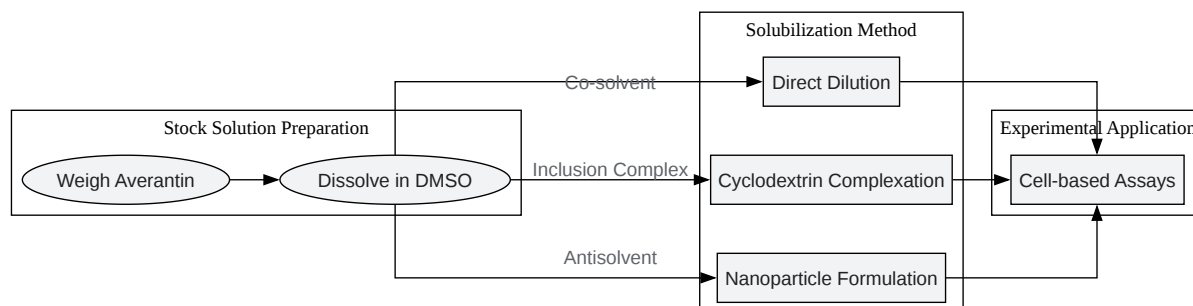 Solubilization Method
Co-solvent
Direct Dilution
Stock Solution Preparation
Experimental Application
Weigh Averantin
Dissolve in DMSO
Inclusion Complex
Cyclodextrin Complexation
Cell-based Assays
Antisolvent
Nanoparticle Formulation